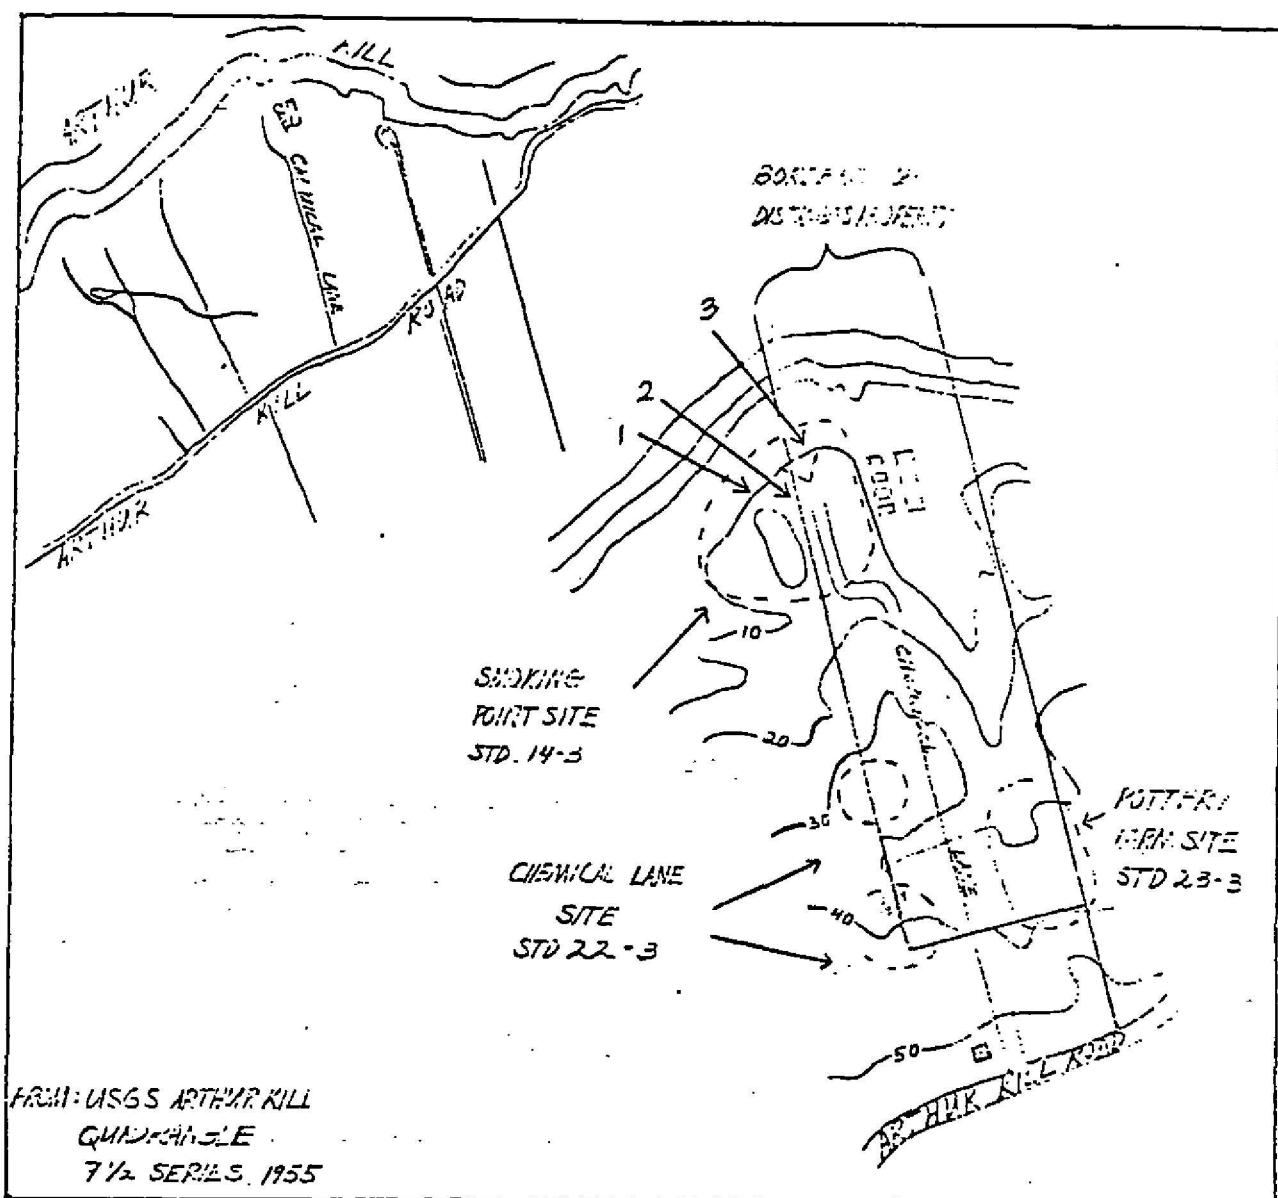 ARTHUR
KILL
CHEMICAL LANE
ROAD
KILL
ARTHUR
3
2
1
10
SMOKING
POINT SITE
STD. 14-3
20
CHEMICAL
30
LANE
POTTERY
FARM SITE
STD 23-3
CHEMICAL LANE
SITE
STD 22-3
40
50
ARTHUR KILL ROAD
FROM: USGS ARTHUR KILL
QUADRANGLE
7 1/2 SERIES. 1955